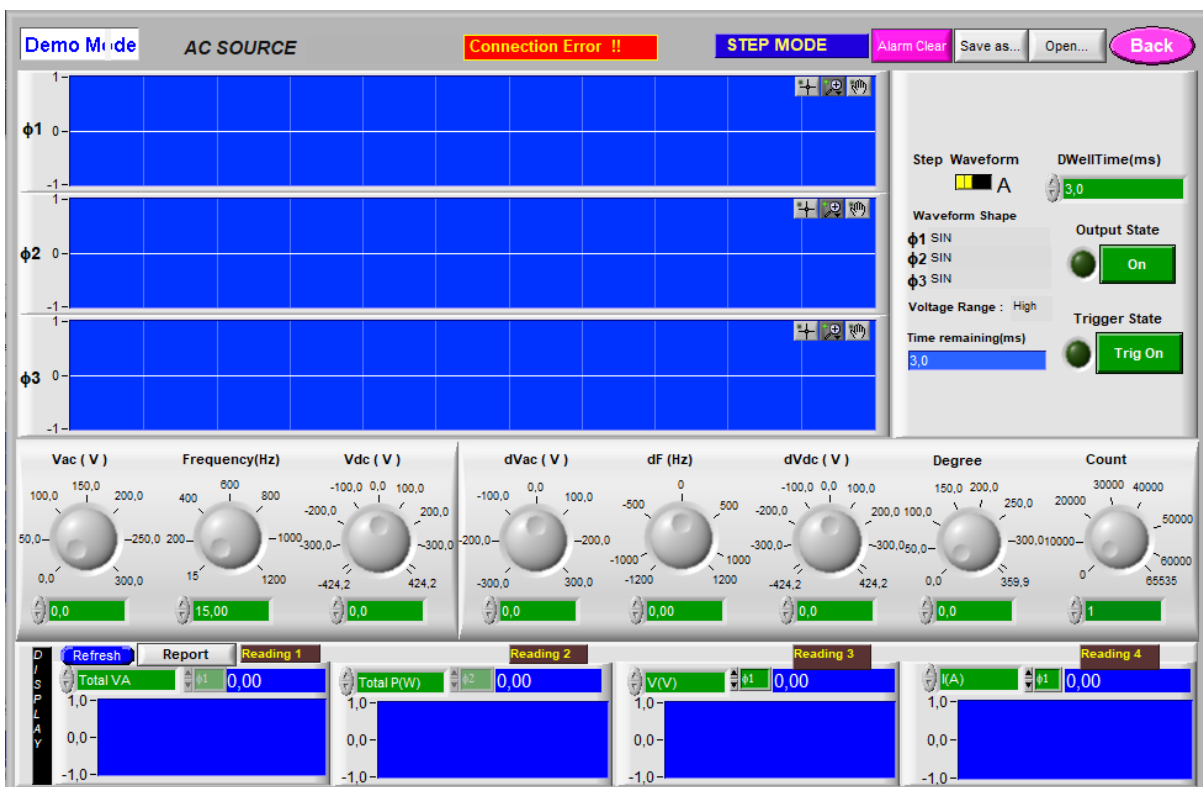 Demo Mode AC SOURCE Connection Error !! STEP MODE Alarm Clear Save as... Open... Back
1
ϕ1 0
-1
1
ϕ2 0
-1
1
ϕ3 0
-1
Step Waveform DWellTime(ms)
A 3,0
Waveform Shape
ϕ1 SIN
ϕ2 SIN
ϕ3 SIN
Output State
On
Voltage Range : High
Trigger State
Time remaining(ms)
3,0
Trig On
Vac ( V )
0,0 50,0 100,0 150,0 200,0 250,0 300,0
0,0
Frequency(Hz)
15 200 400 600 800 1000 1200
15,00
Vdc ( V )
-424,2 -300,0 -200,0 -100,0 0,0 100,0 200,0 300,0 424,2
0,0
dVac ( V )
-300,0 -200,0 -100,0 0,0 100,0 200,0 300,0
0,0
dF (Hz)
-1200 -1000 -500 0 500 1000 1200
0,00
dVdc ( V )
-424,2 -300,0 -200,0 -100,0 0,0 100,0 200,0 300,0 424,2
0,0
Degree
0,0 50,0 100,0 150,0 200,0 250,0 300,0 359,9
0,0
Count
0 10000 20000 30000 40000 50000 60000 65535
1
DISPLAY
Refresh Report Reading 1
Total VA ϕ1 0,00
1,0
0,0
-1,0
Reading 2
Total P(W) ϕ2 0,00
1,0
0,0
-1,0
Reading 3
V(V) ϕ1 0,00
1,0
0,0
-1,0
Reading 4
I(A) ϕ1 0,00
1,0
0,0
-1,0